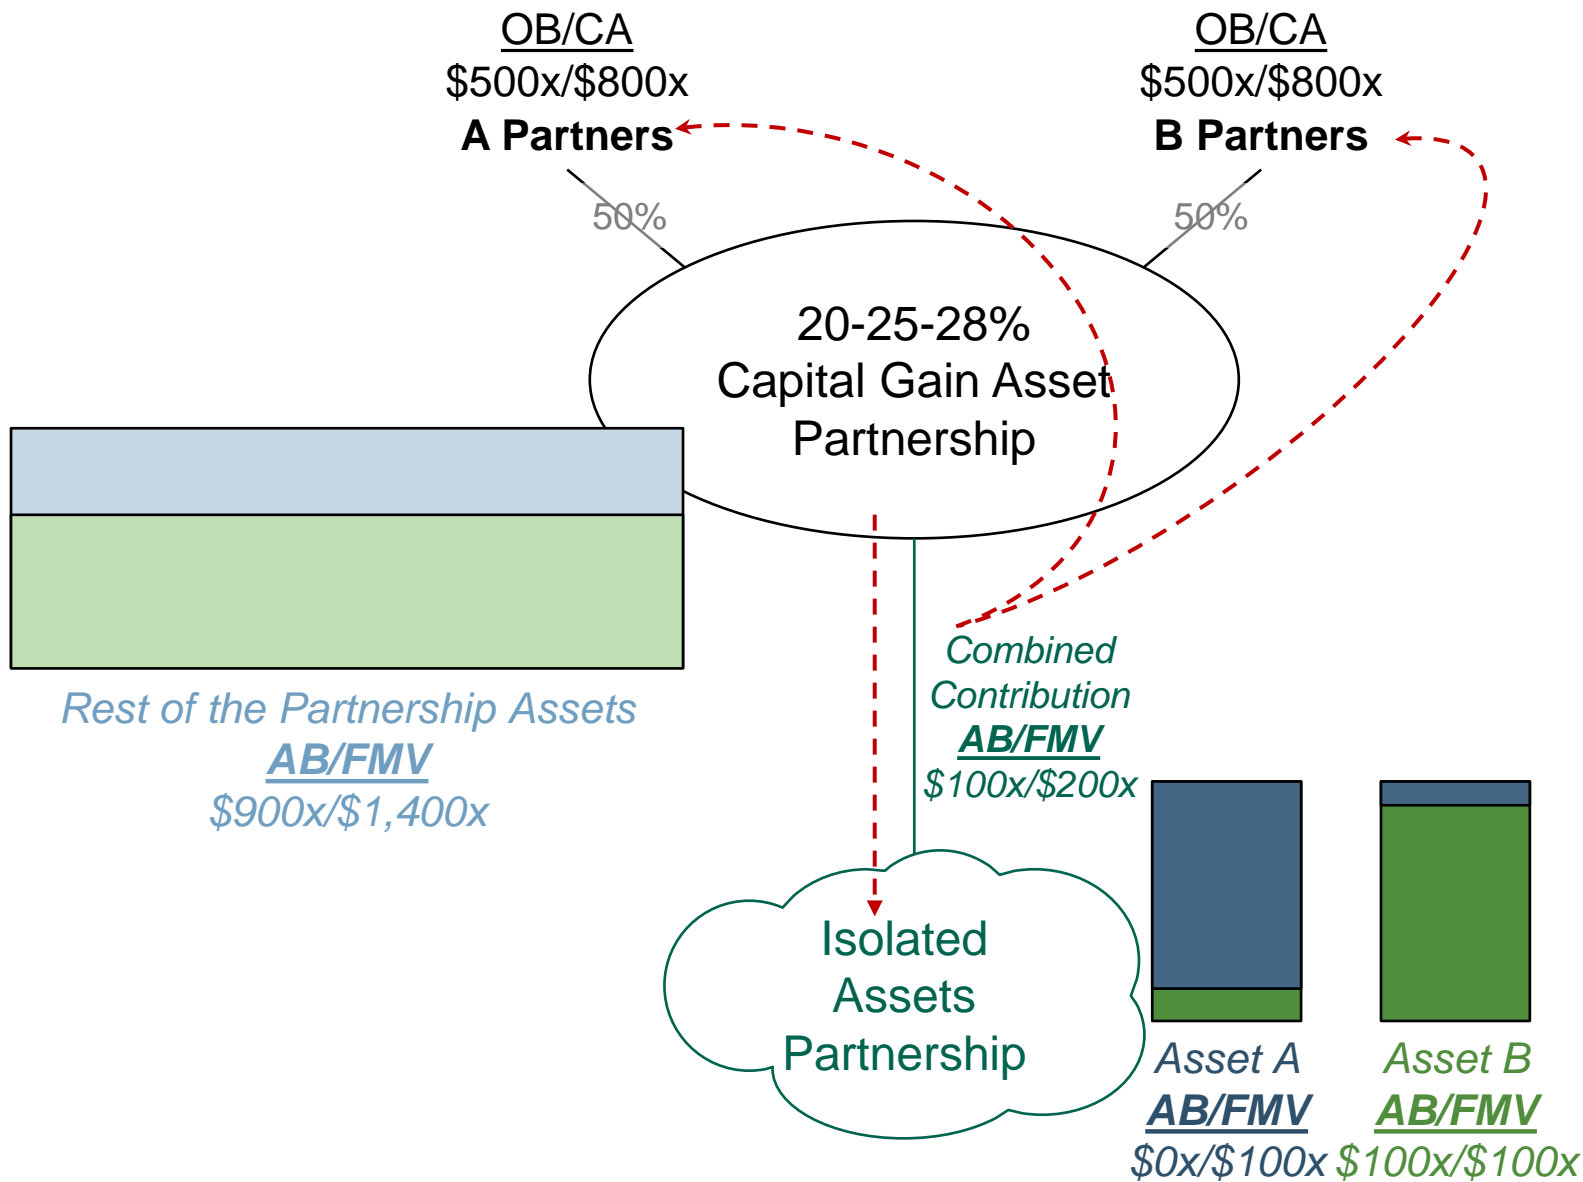 OB/CA
$500x/$800x
A Partners
OB/CA
$500x/$800x
B Partners
50%
50%
20-25-28%
Capital Gain Asset
Partnership
Rest of the Partnership Assets
AB/FMV
$900x/$1,400x
Combined
Contribution
AB/FMV
$100x/$200x
Isolated
Assets
Partnership
Asset A
AB/FMV
$0x/$100x
Asset B
AB/FMV
$100x/$100x